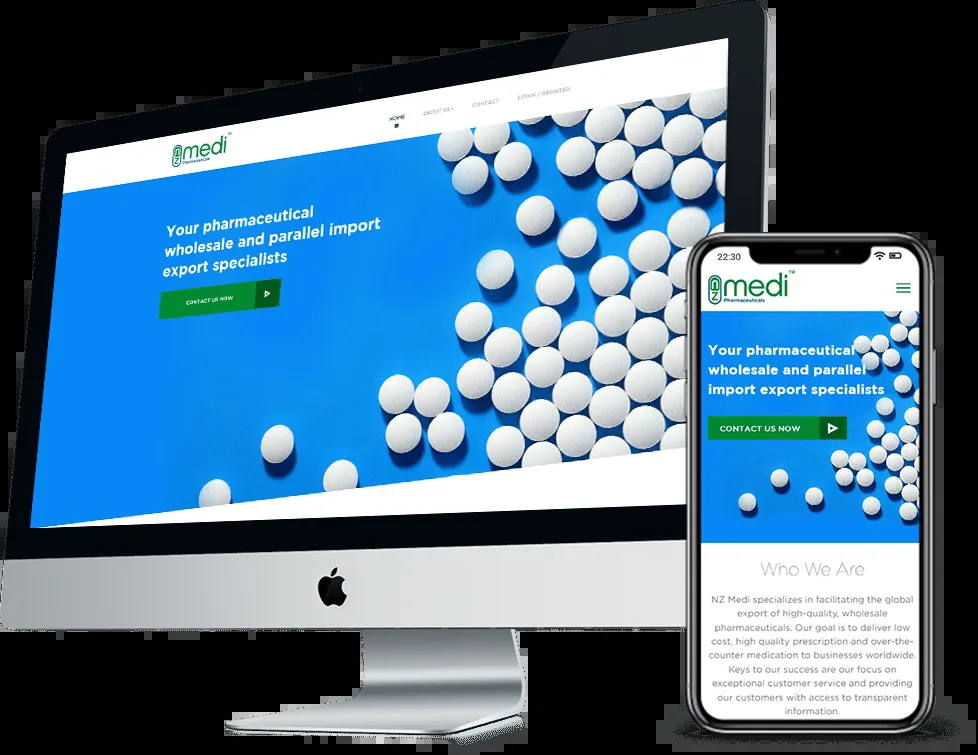 HOME
ABOUT US
CONTACT
LOGIN / REGISTER
NZ medi™
Pharmaceuticals
Your pharmaceutical
wholesale and parallel import
export specialists
CONTACT US NOW
22:30
NZ medi™
Pharmaceuticals
Your pharmaceutical
wholesale and parallel
import export specialists
CONTACT US NOW
Who We Are
NZ Medi specializes in facilitating the global
export of high-quality, wholesale
pharmaceuticals. Our goal is to deliver low
cost, high quality prescription and over-the-
counter medication to businesses worldwide.
Keys to our success are our focus on
exceptional customer service and providing
our customers with access to transparent
information.